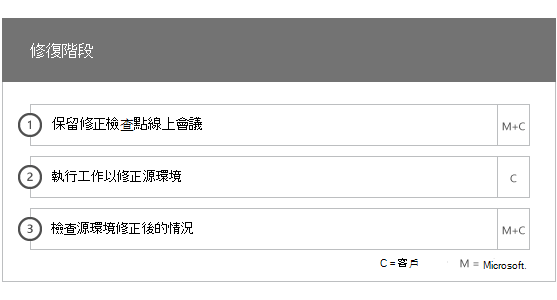 修復階段
1 保留修正檢查點線上會議 M+C
2 執行工作以修正源環境 C
3 檢查源環境修正後的情況 M+C
C = 客戶 M = Microsoft.